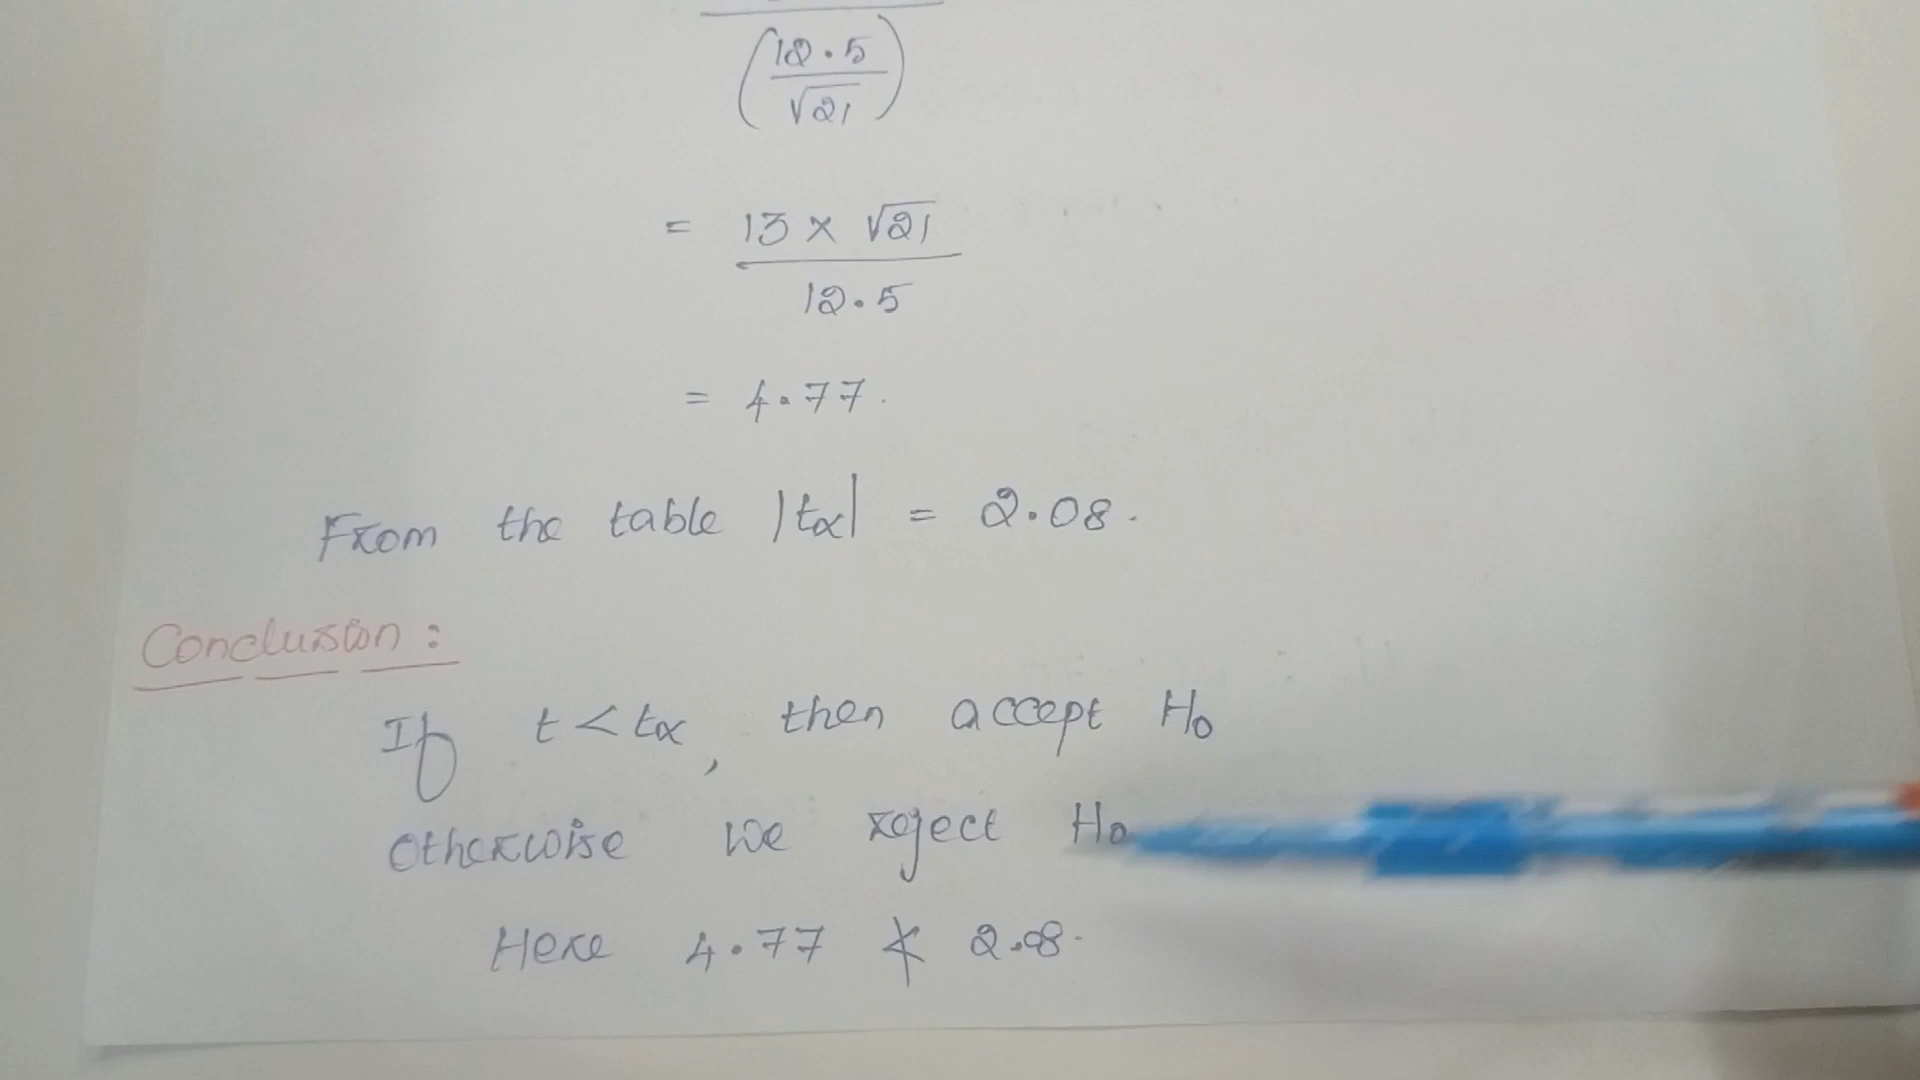 (12.5/√21)
= 13 × √21 / 12.5
= 4.77.
From the table |tα| = 2.08.
Conclusion:
If t < tα, then accept H₀
Otherwise we reject H₀
Here 4.77 ≮ 2.08.